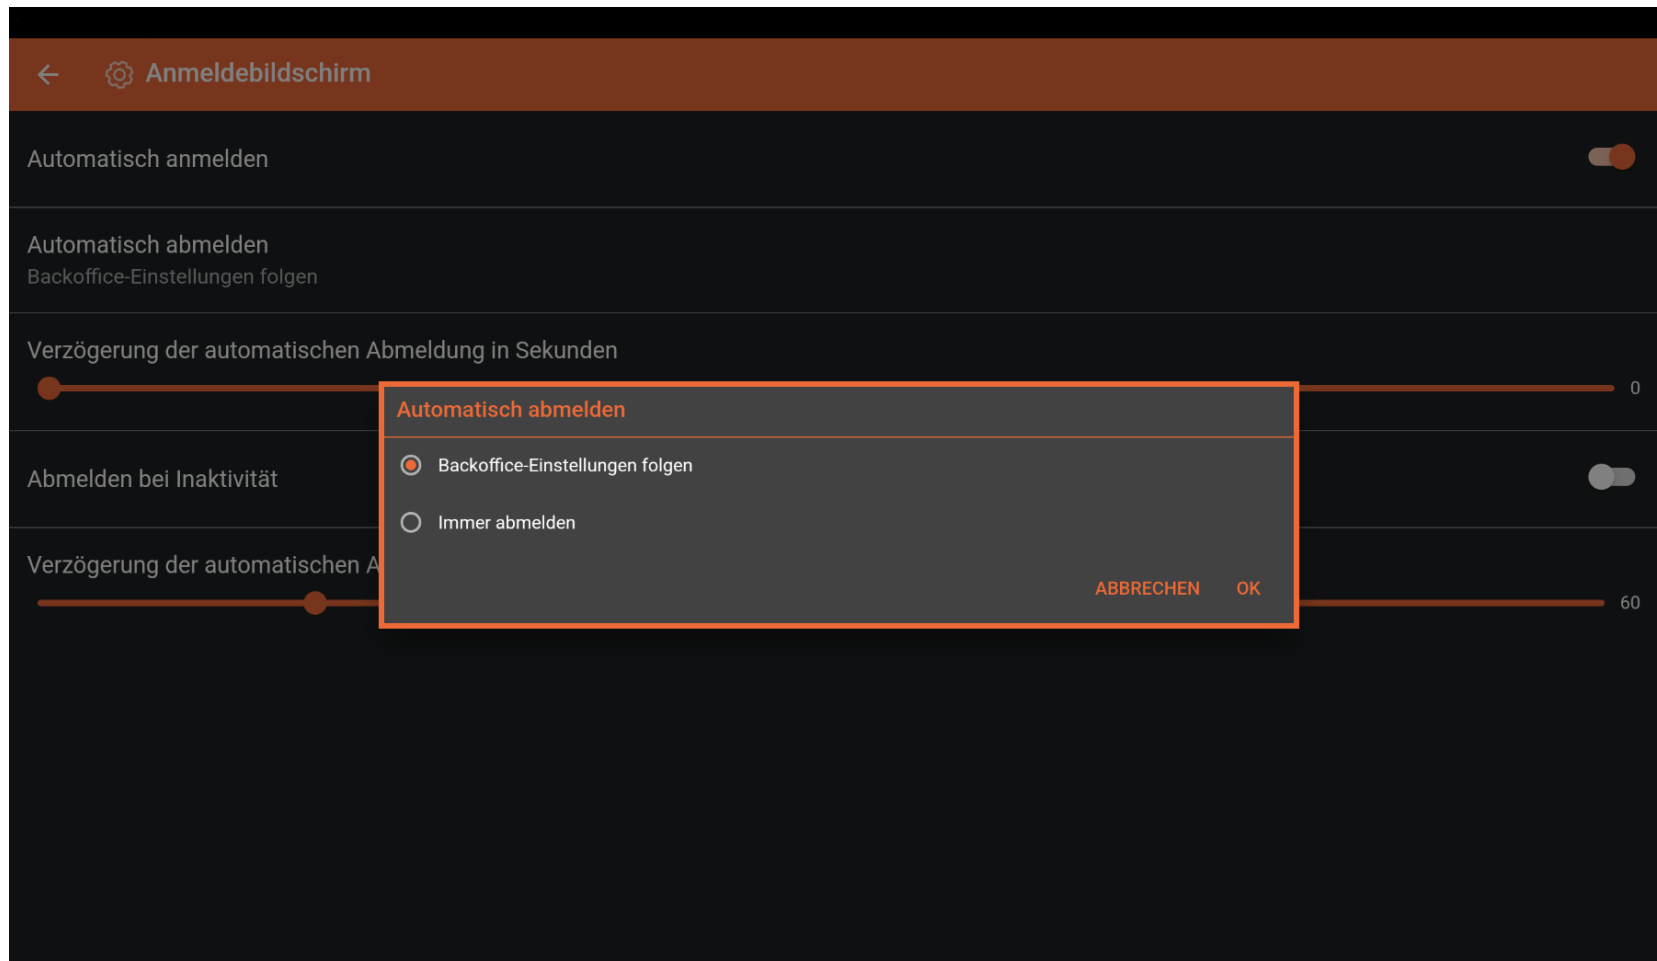 Anmeldebildschirm
Automatisch anmelden
Automatisch abmelden
Backoffice-Einstellungen folgen
Verzögerung der automatischen Abmeldung in Sekunden
0
Automatisch abmelden
Backoffice-Einstellungen folgen
Abmelden bei Inaktivität
Immer abmelden
Verzögerung der automatischen A
ABBRECHEN OK
60